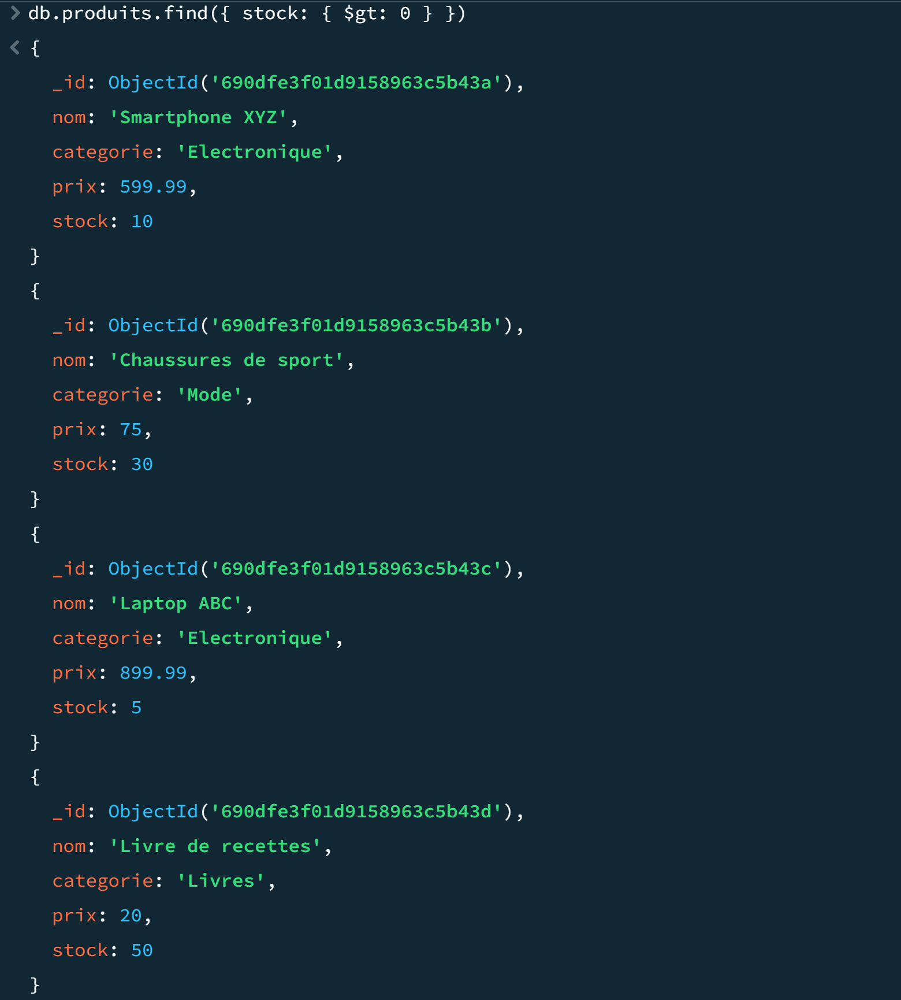 > db.produits.find({ stock: { $gt: 0 } })
< {
_id: ObjectId('690dfe3f01d9158963c5b43a'),
nom: 'Smartphone XYZ',
categorie: 'Electronique',
prix: 599.99,
stock: 10
}
{
_id: ObjectId('690dfe3f01d9158963c5b43b'),
nom: 'Chaussures de sport',
categorie: 'Mode',
prix: 75,
stock: 30
}
{
_id: ObjectId('690dfe3f01d9158963c5b43c'),
nom: 'Laptop ABC',
categorie: 'Electronique',
prix: 899.99,
stock: 5
}
{
_id: ObjectId('690dfe3f01d9158963c5b43d'),
nom: 'Livre de recettes',
categorie: 'Livres',
prix: 20,
stock: 50
}